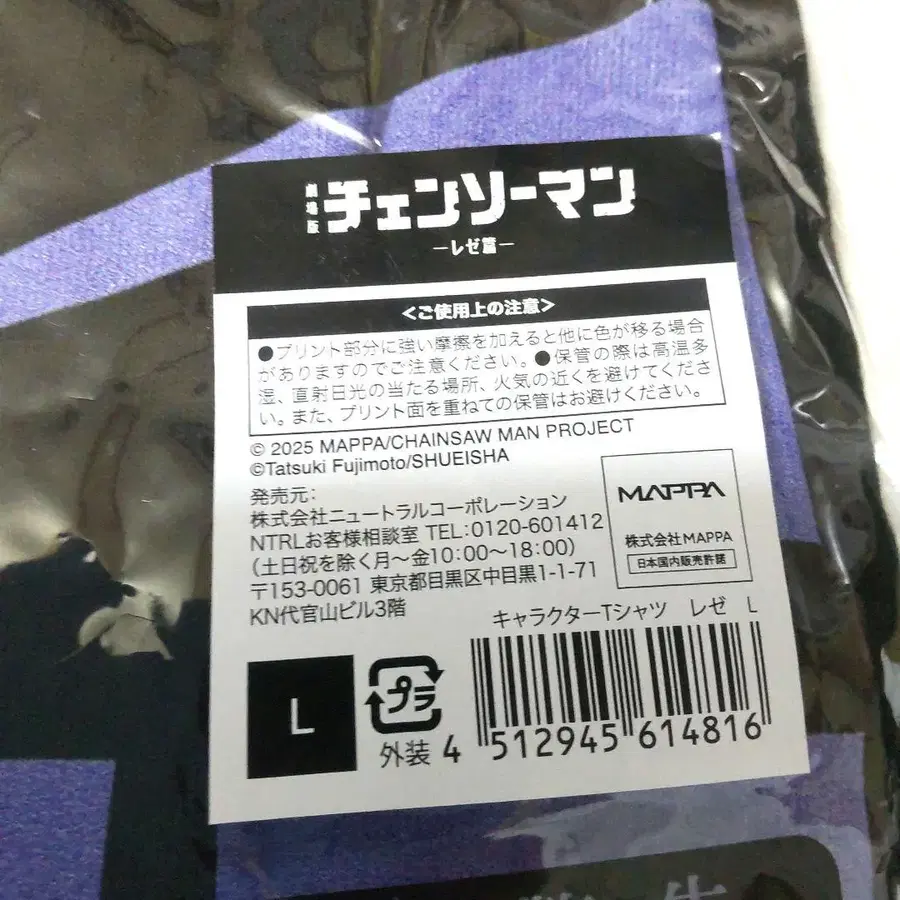 劇場版
チェンソーマン
―レゼ篇―
<ご使用上の注意>
●プリント部分に強い摩擦を加えると他に色が移る場合
がありますのでご注意ください。●保管の際は高温多
湿、直射日光の当たる場所、火気の近くを避けてくださ
い。また、プリント面を重ねての保管はお避けください。
© 2025 MAPPA/CHAINSAW MAN PROJECT
©Tatsuki Fujimoto/SHUEISHA
発売元:
株式会社ニュートラルコーポレーション
NTRLお客様相談室 TEL:0120-601412
(土日祝を除く月～金10:00～18:00)
〒153-0061 東京都目黒区中目黒1-1-71
KN代官山ビル3階
MAPPA
株式会社MAPPA
日本国内販売許諾
キャラクターTシャツ レゼ L
L
プラ
外装
4 512945 614816